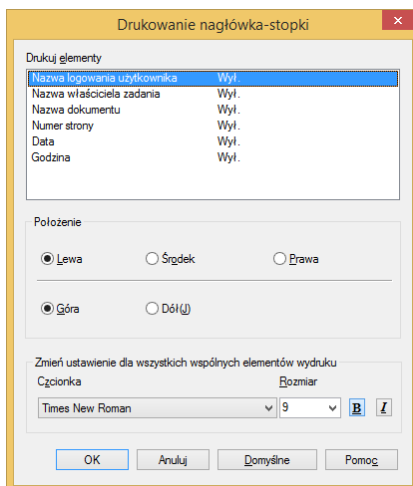 Drukowanie nagłówka-stopki
Drukuj elementy
Nazwa logowania użytkownika Wył.
Nazwa właściciela zadania Wył.
Nazwa dokumentu Wył.
Numer strony Wył.
Data Wył.
Godzina Wył.
Położenie
Lewa Środek Prawa
Góra Dół(J)
Zmień ustawienie dla wszystkich wspólnych elementów wydruku
Czcionka Rozmiar
Times New Roman 9 B I
OK Anuluj Domyślne Pomoc